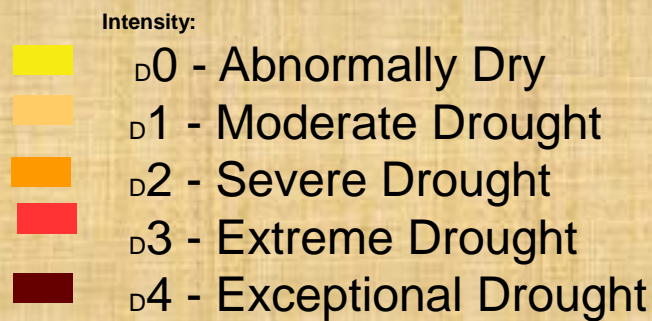 Intensity:
D0 - Abnormally Dry
D1 - Moderate Drought
D2 - Severe Drought
D3 - Extreme Drought
D4 - Exceptional Drought